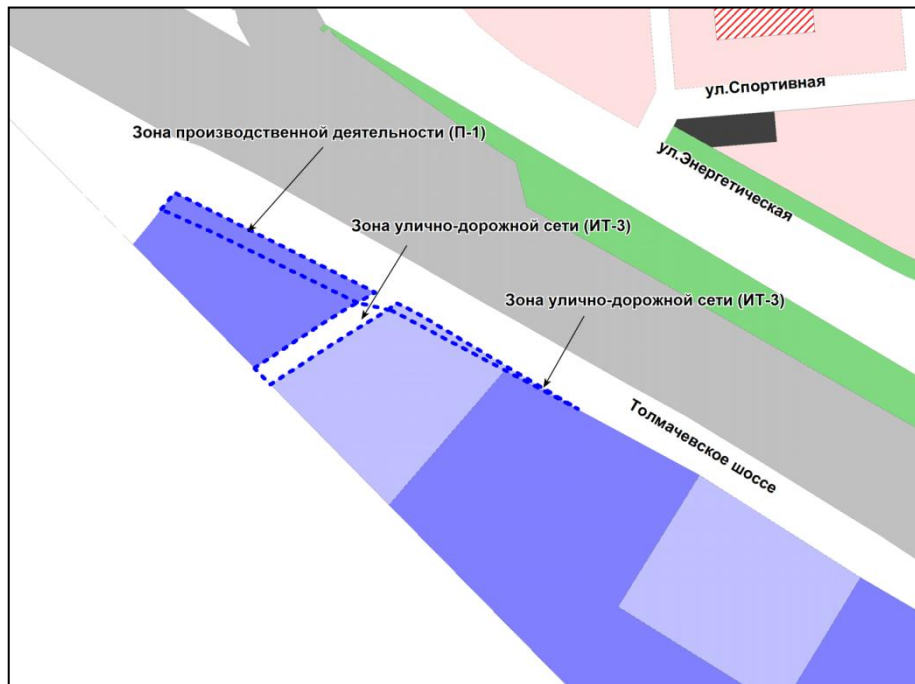 ул.Спортивная
Зона производственной деятельности (П-1)
ул.Энергетическая
Зона улично-дорожной сети (ИТ-3)
Зона улично-дорожной сети (ИТ-3)
Толмачевское шоссе